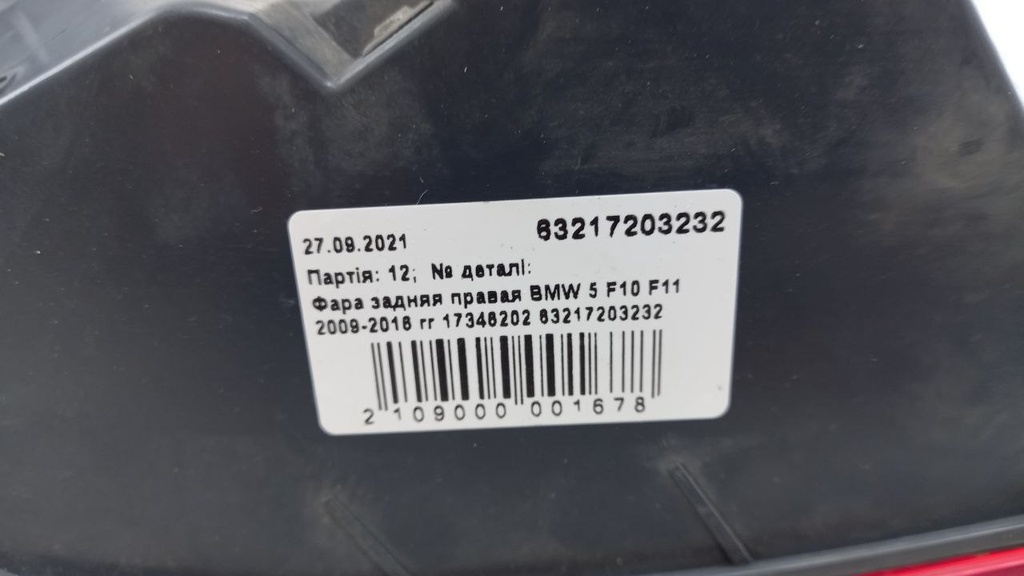 27.09.2021 63217203232
Партія: 12; № деталі:
Фара задняя правая BMW 5 F10 F11
2009-2016 гг 17346202 63217203232
2 109000 001678